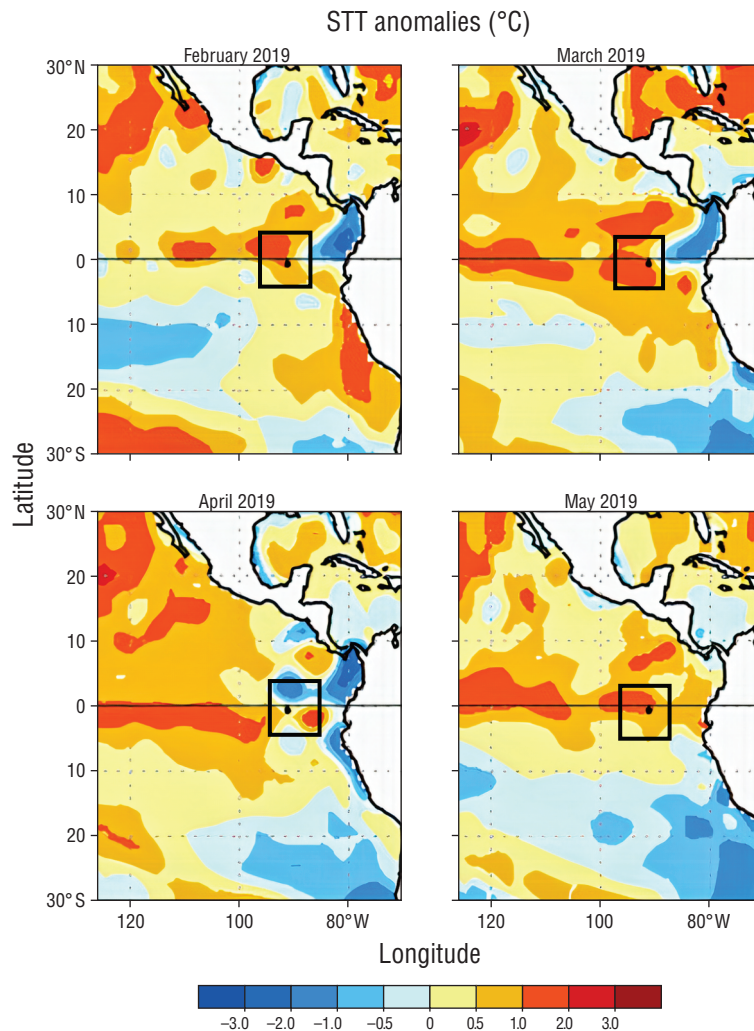 STT anomalies (°C)
February 2019
March 2019
30°N
20
10
0
10
20
30°S
April 2019
May 2019
30°N
20
10
0
10
20
30°S
120
100
80°W
120
100
80°W
Latitude
Longitude
−3.0
−2.0
−1.0
−0.5
0
0.5
1.0
2.0
3.0